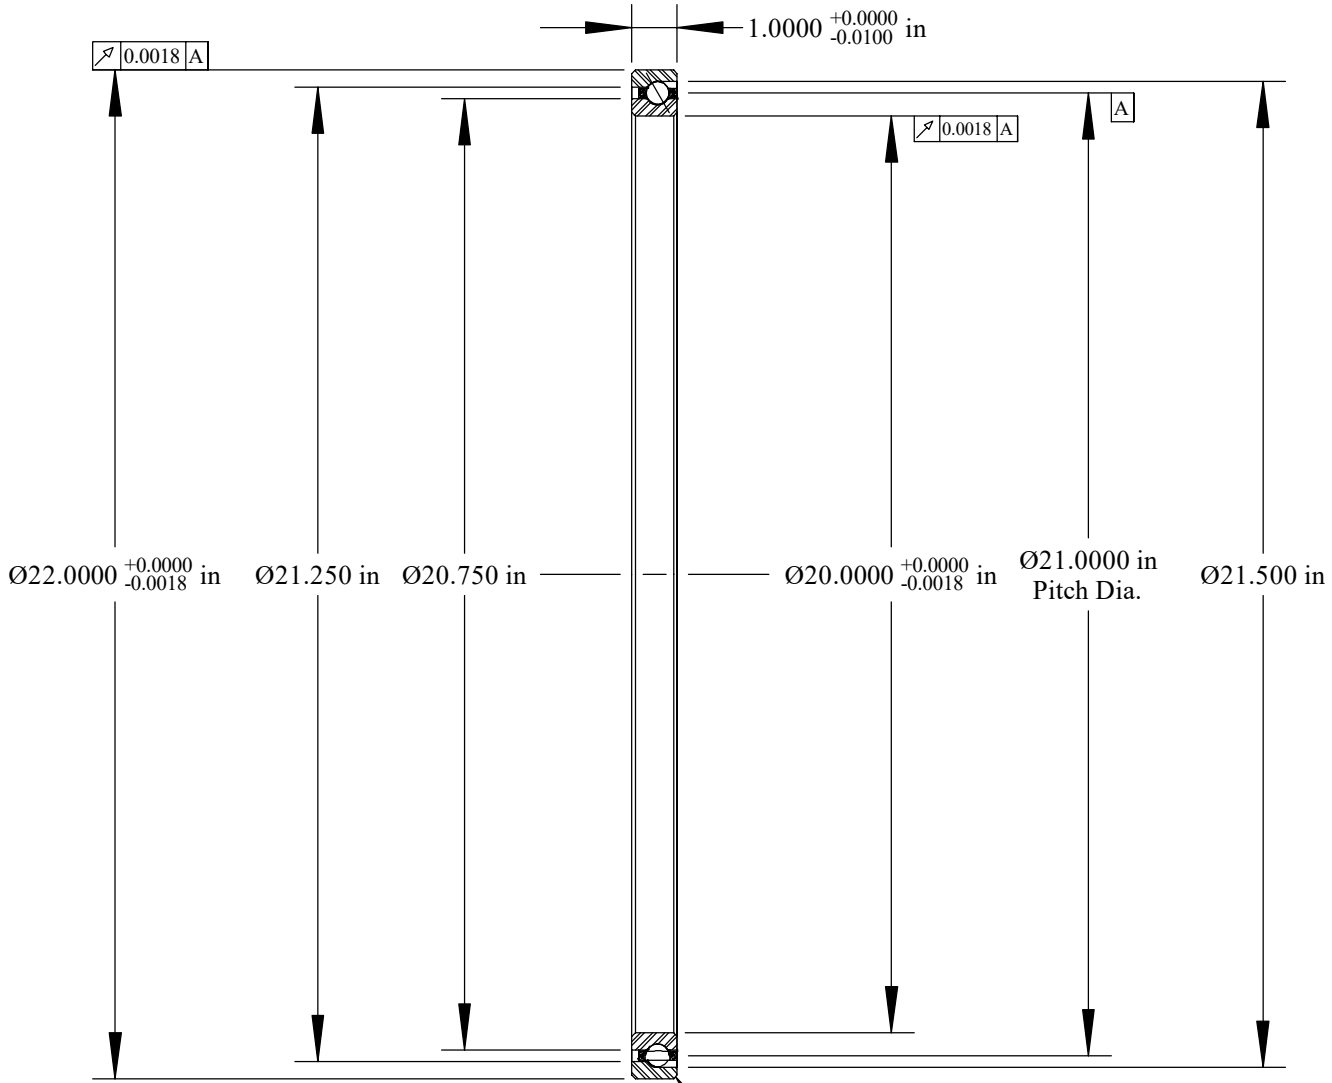 1.0000 +0.0000 -0.0100 in
0.0018 A
A
0.0018 A
Ø22.0000 +0.0000 -0.0018 in
Ø21.250 in
Ø20.750 in
Ø20.0000 +0.0000 -0.0018 in
Ø21.0000 in
Pitch Dia.
Ø21.500 in